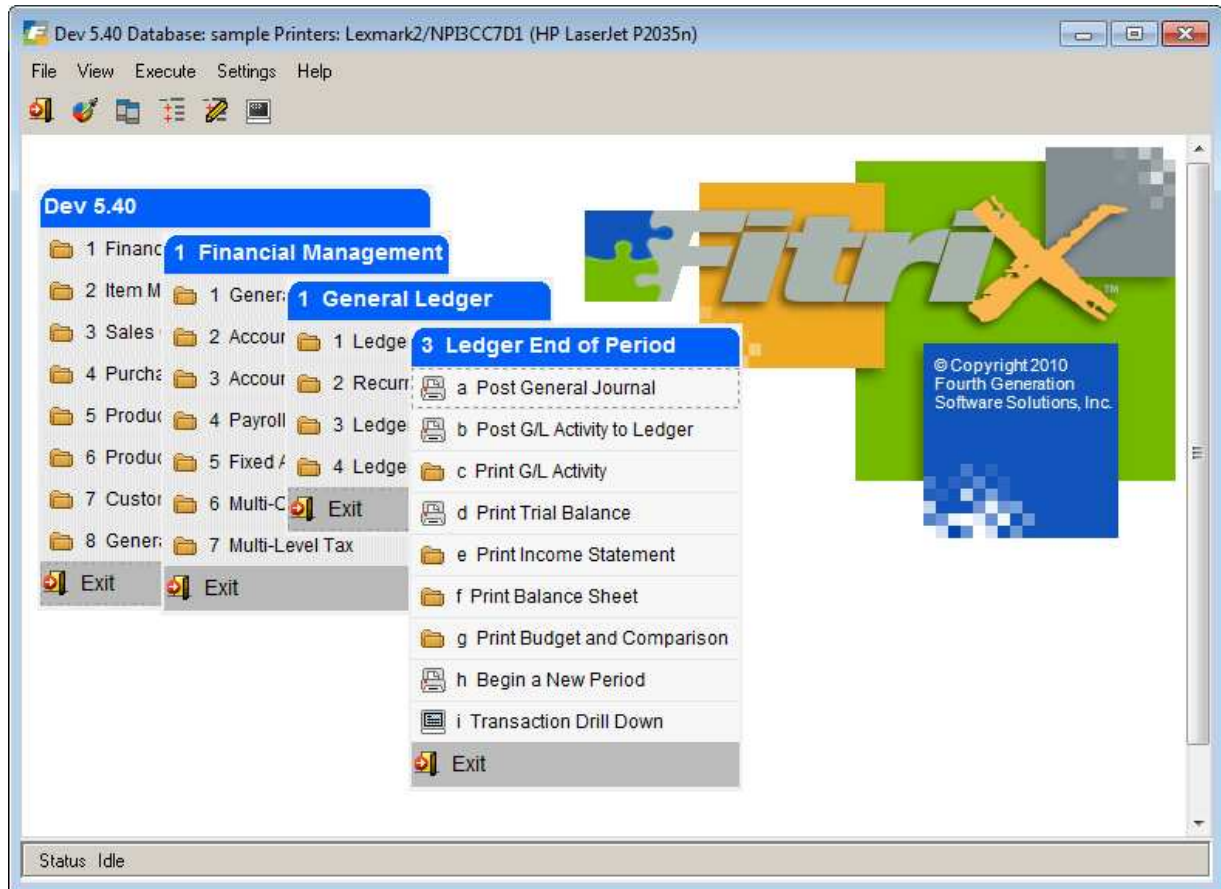 Dev 5.40 Database: sample Printers: Lexmark2/NPI3CC7D1 (HP LaserJet P2035n)
File View Execute Settings Help
Dev 5.40
1 Financ
2 Item M
3 Sales
4 Purcha
5 Produ
6 Produ
7 Custo
8 Genera
Exit
1 Financial Management
1 Gener
2 Accour
3 Accour
4 Payroll
5 Fixed
6 Multi-C
7 Multi-Level Tax
Exit
1 General Ledger
1 Ledge
2 Recurr
3 Ledge
4 Ledge
Exit
3 Ledger End of Period
a Post General Journal
b Post G/L Activity to Ledger
c Print G/L Activity
d Print Trial Balance
e Print Income Statement
f Print Balance Sheet
g Print Budget and Comparison
h Begin a New Period
i Transaction Drill Down
Exit
FitriX
TM
© Copyright 2010
Fourth Generation
Software Solutions, Inc.
Status Idle